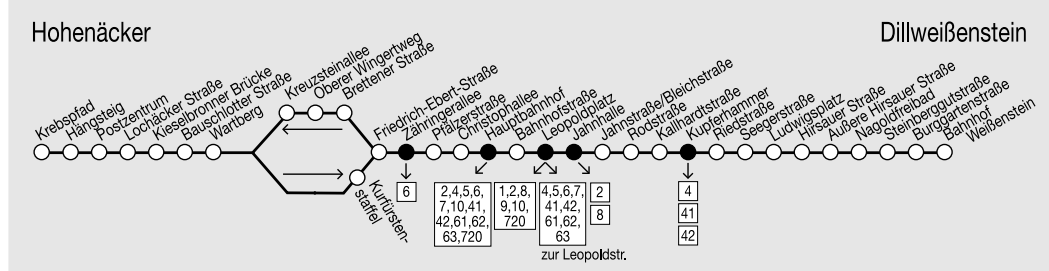 Hohenäcker
Dillweißenstein
Krebspfad
Hängsteig
Postzentrum
Lochäcker Straße
Kieselbronner Brücke
Bauschlotter Straße
Wartberg
Kreuzsteinallee
Oberer Wingertweg
Brettener Straße
Kurfürsten-
staffel
Friedrich-Ebert-Straße
Zähringerallee
Pfälzerstraße
Christophallee
Hauptbahnhof
Bahnhofstraße
Leopoldplatz
Jahnhalle
Jahnstraße/Bleichstraße
Rodstraße
Kallhardtstraße
Kupferhammer
Riedstraße
Seegerstraße
Ludwigsplatz
Hirsauer Straße
Äußere Hirsauer Straße
Nagoldfreibad
Steinberggutstraße
Burggartenstraße
Bahnhof
Weißenstein
6
2,4,5,6,
7,10,41,
42,61,62,
63,720
1,2,8,
9,10,
720
4,5,6,7,
41,42,
61,62,
63
zur Leopoldstr.
2
8
4
41
42